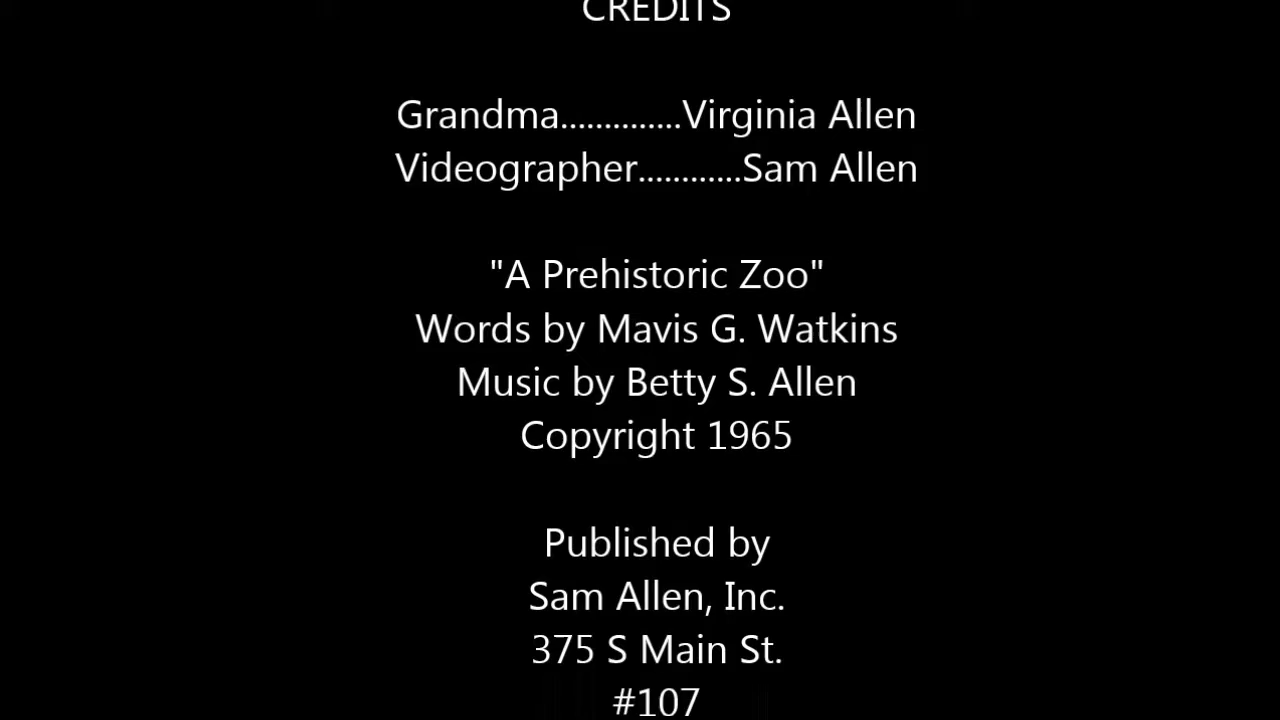 CREDITS
Grandma..............Virginia Allen
Videographer............Sam Allen
"A Prehistoric Zoo"
Words by Mavis G. Watkins
Music by Betty S. Allen
Copyright 1965
Published by
Sam Allen, Inc.
375 S Main St.
#107